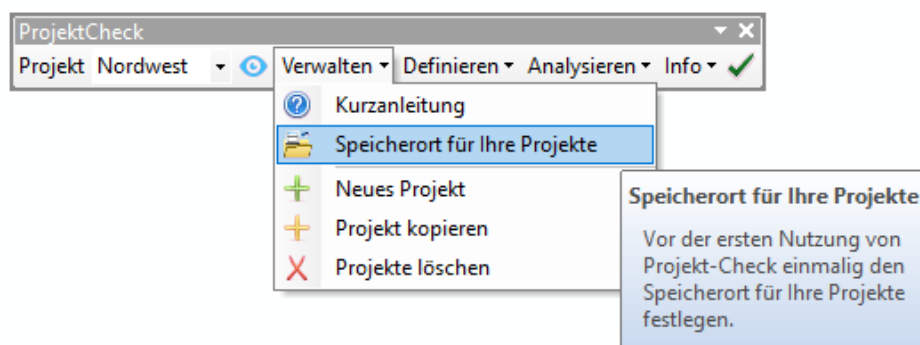 ProjektCheck
Projekt Nordwest Verwalten Definieren Analysieren Info
Kurzanleitung
Speicherort für Ihre Projekte
Neues Projekt
Projekt kopieren
Projekte löschen
Speicherort für Ihre Projekte
Vor der ersten Nutzung von
Projekt-Check einmalig den
Speicherort für Ihre Projekte
festlegen.